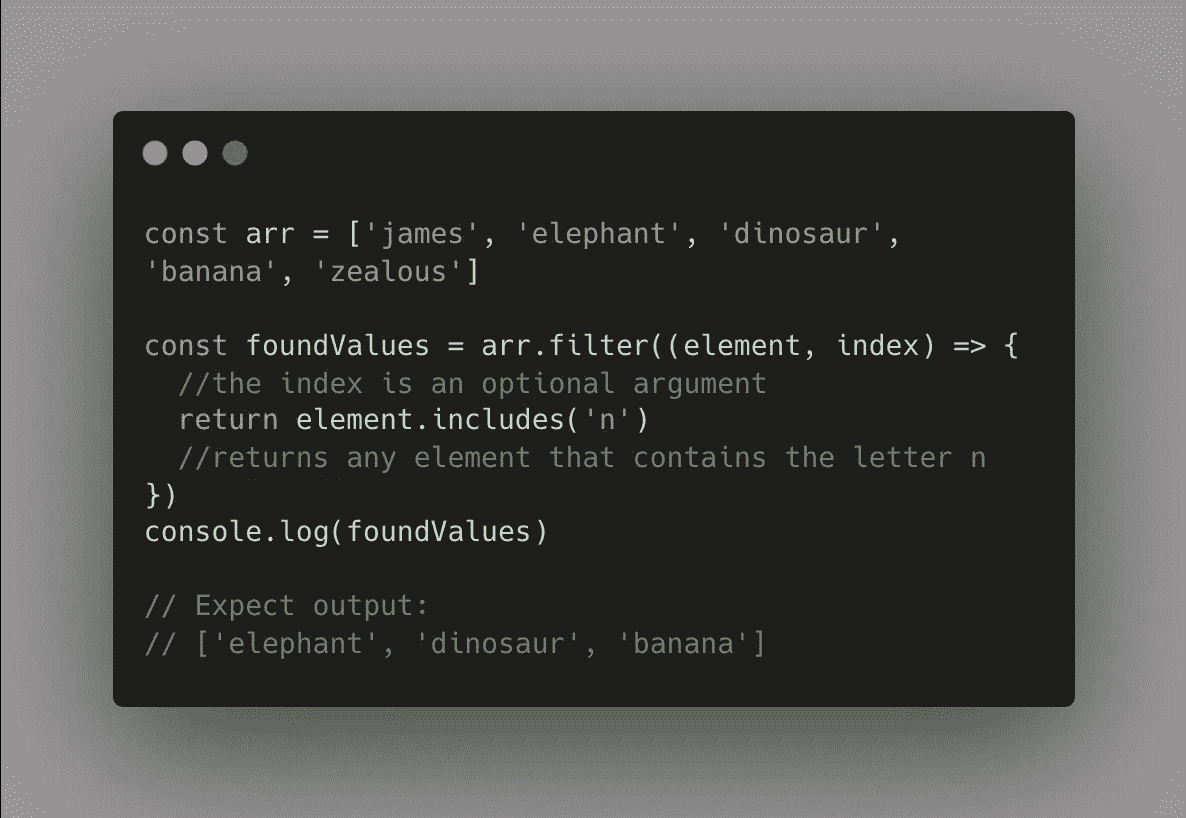 const arr = ['james', 'elephant', 'dinosaur',
'banana', 'zealous']
const foundValues = arr.filter((element, index) => {
//the index is an optional argument
return element.includes('n')
//returns any element that contains the letter n
})
console.log(foundValues)
// Expect output:
// ['elephant', 'dinosaur', 'banana']